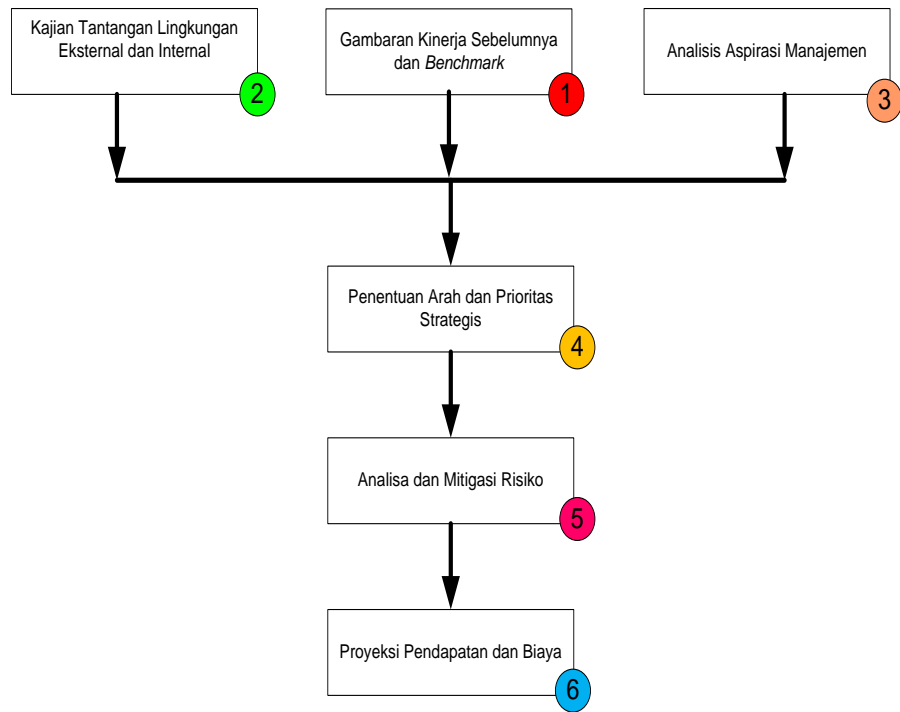 Kajian Tantangan Lingkungan
Eksternal dan Internal
2
Gambaran Kinerja Sebelumnya
dan Benchmark
1
Analisis Aspirasi Manajemen
3
Penentuan Arah dan Prioritas
Strategis
4
Analisa dan Mitigasi Risiko
5
Proyeksi Pendapatan dan Biaya
6